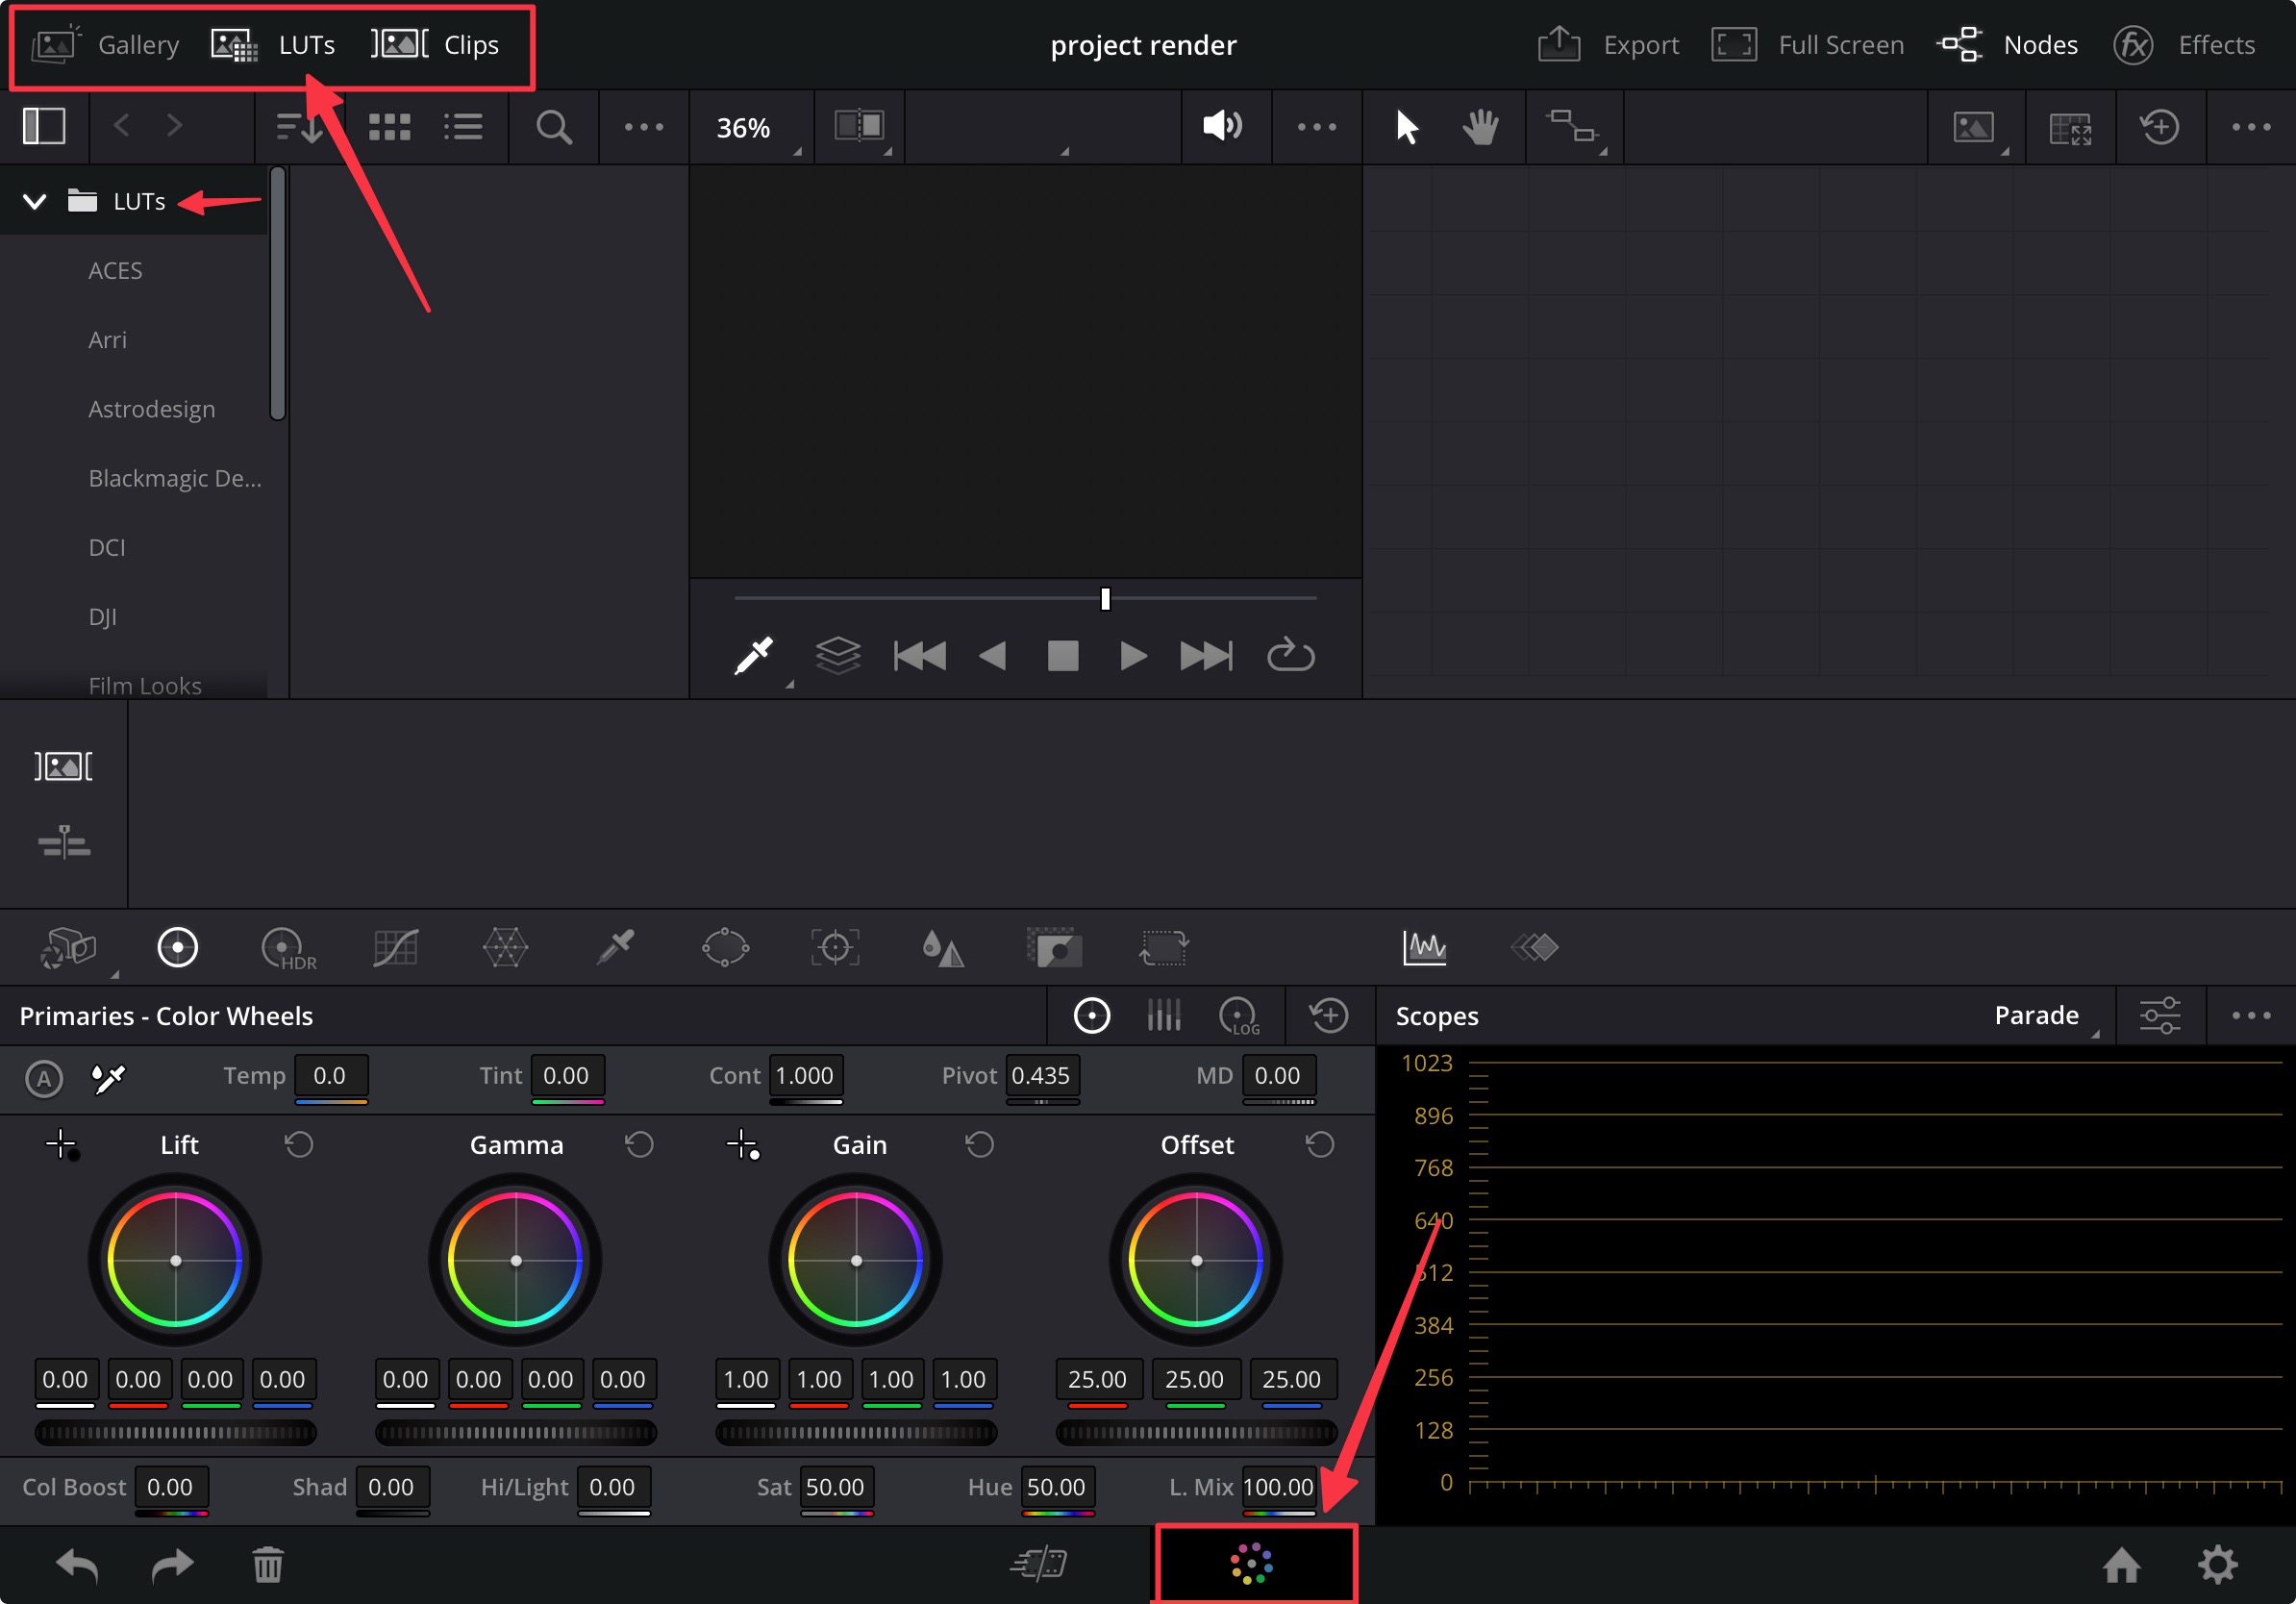 Gallery LUTs Clips project render Export Full Screen Nodes Effects
36%
LUTs
ACES
Arri
Astrodesign
Blackmagic De...
DCI
DJI
Film Looks
HDR
Primaries - Color Wheels LOG Scopes Parade
A Temp 0.0 Tint 0.00 Cont 1.000 Pivot 0.435 MD 0.00
Lift Gamma Gain Offset
0.00 0.00 0.00 0.00 0.00 0.00 0.00 0.00 1.00 1.00 1.00 1.00 25.00 25.00 25.00
Col Boost 0.00 Shad 0.00 Hi/Light 0.00 Sat 50.00 Hue 50.00 L. Mix 100.00
1023
896
768
640
512
384
256
128
0